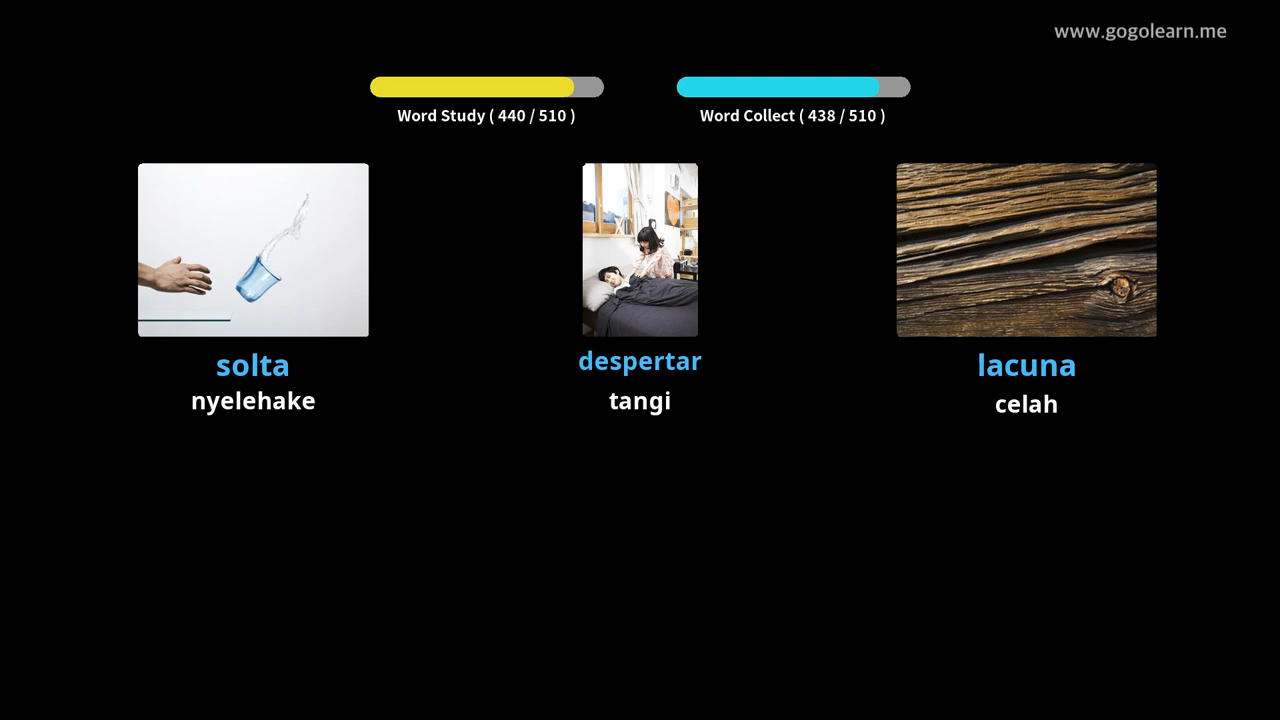 www.gogolearn.me
Word Study ( 440 / 510 )
Word Collect ( 438 / 510 )
solta
nyelehake
despertar
tangi
lacuna
celah